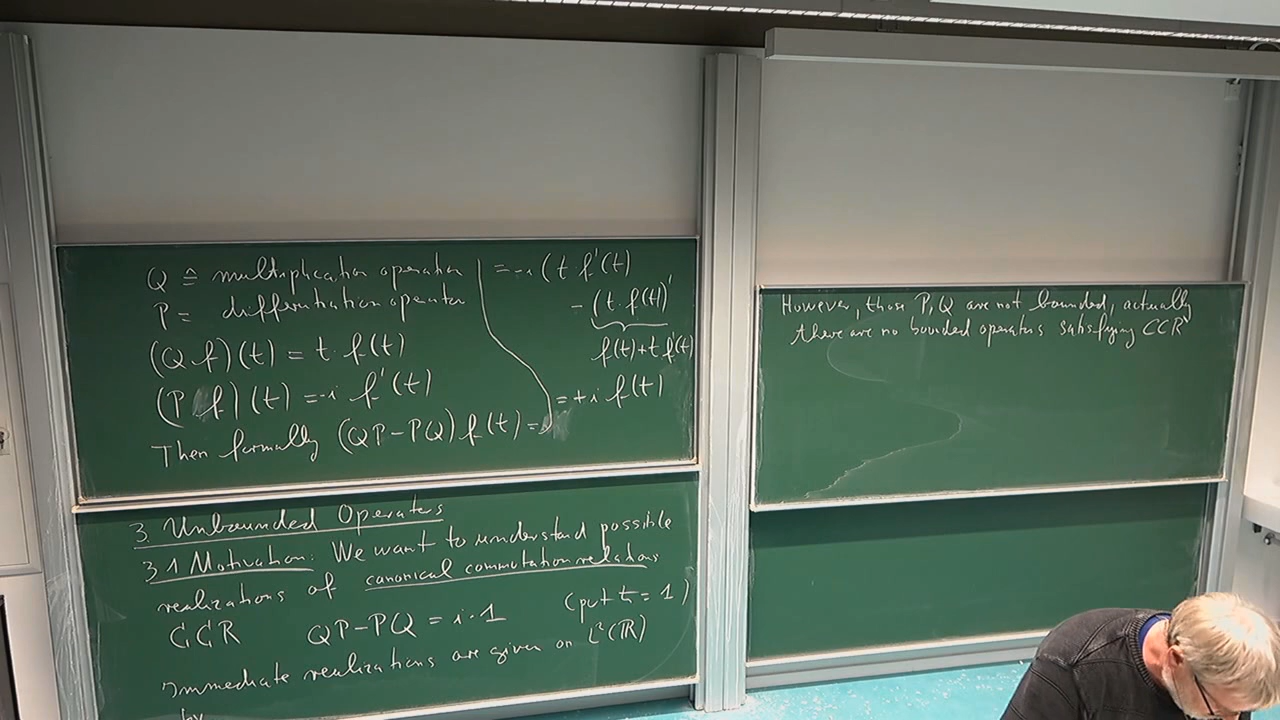 3. Unbounded Operators
3.1 Motivation: We want to understand possible
realizations of canonical commutation relations
CCR QP-PQ = i·1 (put ħ = 1)
Immediate realizations are given on L²(ℝ)
by
Q ≙ multiplication operator
P = differentiation operator
(Q f)(t) = t · f(t)
(P f)(t) = -i f'(t)
Then formally (QP-PQ) f(t) =
= -i (t f'(t)
- (t·f(t))'
f(t) + t f'(t)
= +i f(t)
However, those P, Q are not bounded, actually
there are no bounded operators satisfying CCR